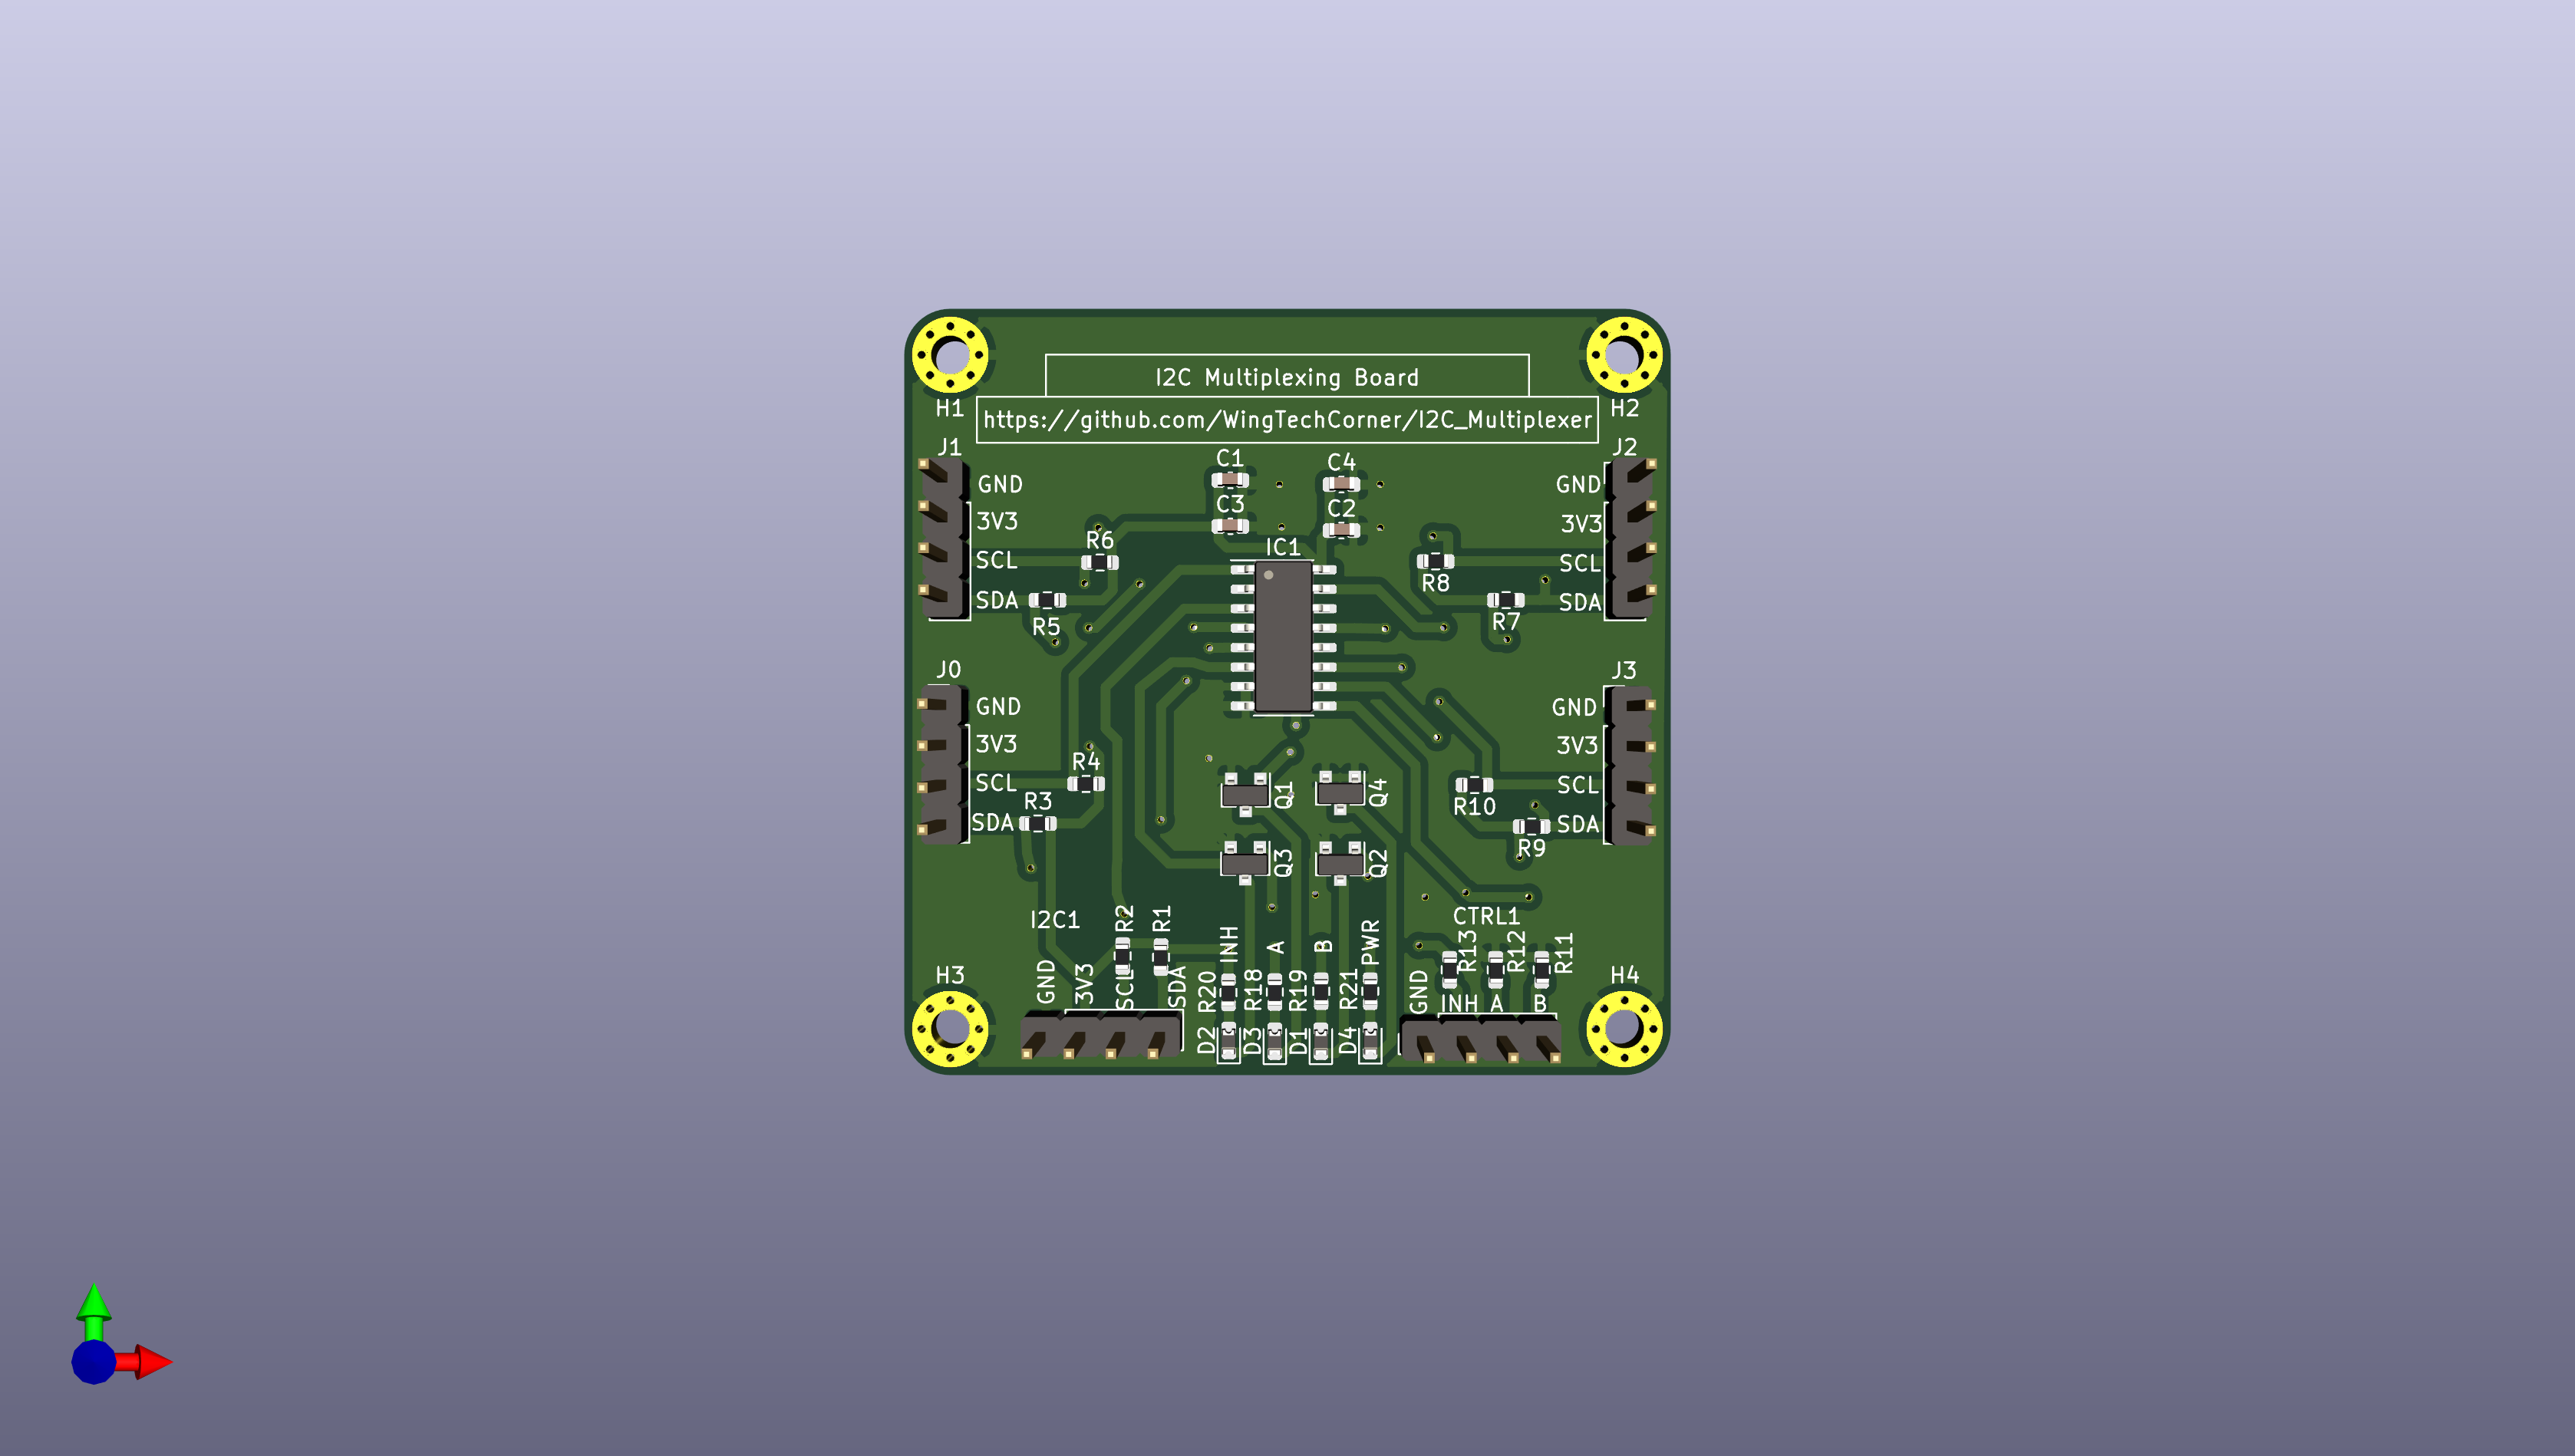 I2C Multiplexing Board
https://github.com/WingTechCorner/I2C_Multiplexer
H1
H2
J1
GND
3V3
SCL
SDA
C1
C3
C4
C2
J2
GND
3V3
SCL
SDA
R6
R5
IC1
R8
R7
J0
GND
3V3
SCL
SDA
R4
R3
Q1
Q4
Q3
Q2
J3
GND
3V3
SCL
SDA
R10
R9
I2C1
R2
R1
GND
3V3
SCL
SDA
INH
A
B
PWR
R20
R18
R19
R21
D2
D3
D1
D4
CTRL1
R13
R12
R11
GND
INH
A
B
H3
H4